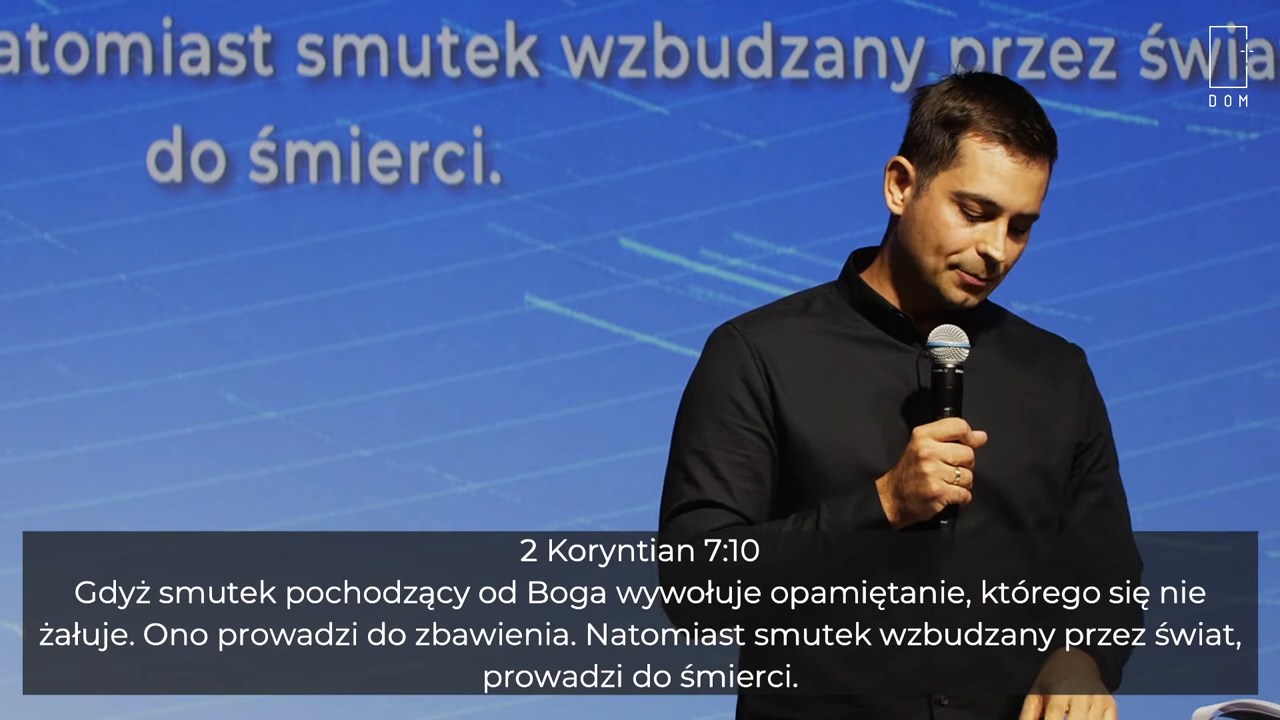 atomiast smutek wzbudzany przez świa
do śmierci.
DOM
2 Koryntian 7:10
Gdyż smutek pochodzący od Boga wywołuje opamiętanie, którego się nie
żałuje. Ono prowadzi do zbawienia. Natomiast smutek wzbudzany przez świat,
prowadzi do śmierci.